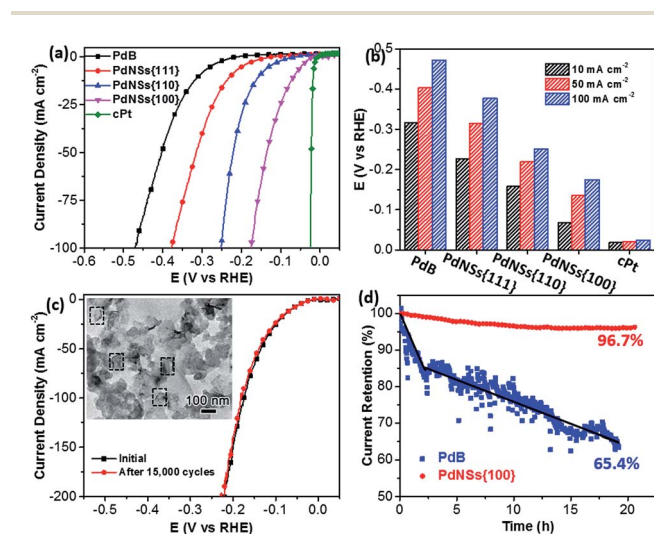 (a)
PdB
PdNSs{111}
PdNSs{110}
PdNSs{100}
cPt
Current Density (mA cm⁻²)
0
-25
-50
-75
-100
-0.6 -0.5 -0.4 -0.3 -0.2 -0.1 0.0
E (V vs RHE)
(b)
10 mA cm⁻²
50 mA cm⁻²
100 mA cm⁻²
E (V vs RHE)
-0.5
-0.4
-0.3
-0.2
-0.1
0.0
PdB PdNSs{111} PdNSs{110} PdNSs{100} cPt
(c)
100 nm
Initial
After 15,000 cycles
Current Density (mA cm⁻²)
0
-50
-100
-150
-200
-0.5 -0.4 -0.3 -0.2 -0.1 0.0
E (V vs RHE)
(d)
96.7%
65.4%
PdB
PdNSs{100}
Current Retention (%)
100
90
80
70
60
50
0 5 10 15 20
Time (h)